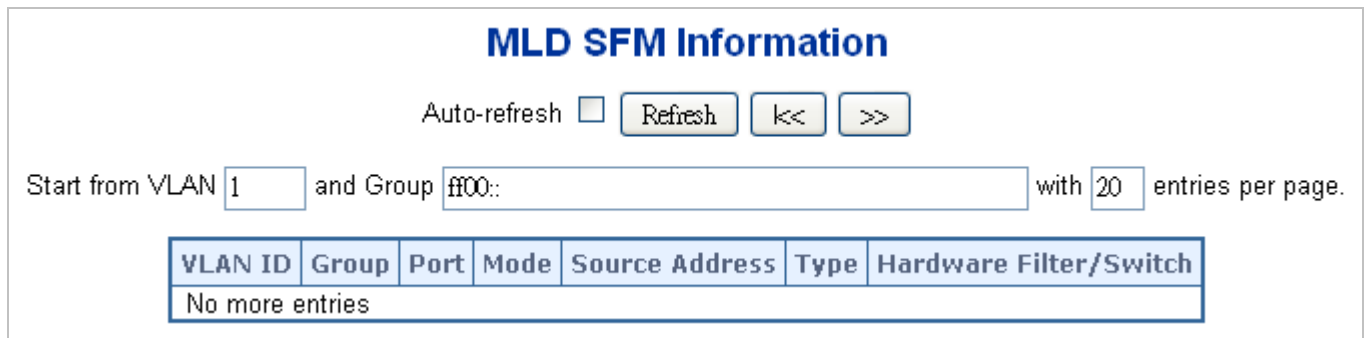 MLD SFM Information
Auto-refresh Refresh |<< >>
Start from VLAN 1 and Group ff00:: with 20 entries per page.
VLAN ID Group Port Mode Source Address Type Hardware Filter/Switch
No more entries